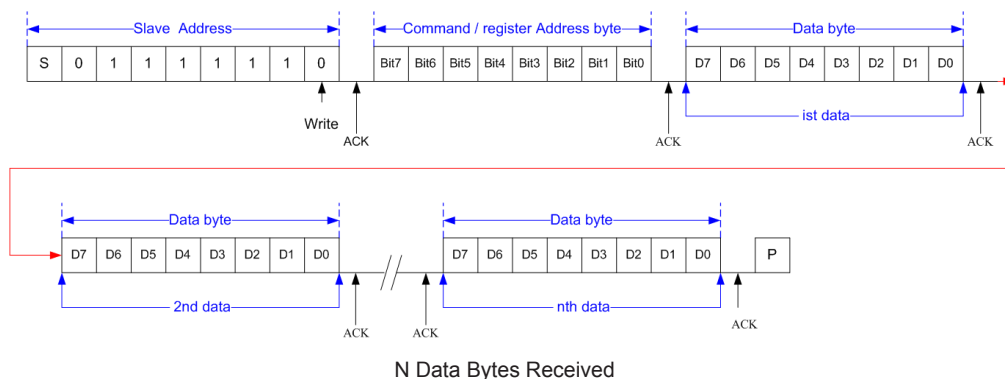 Slave Address
Command / register Address byte
Data byte
S 0 1 1 1 1 1 1 0
Bit7 Bit6 Bit5 Bit4 Bit3 Bit2 Bit1 Bit0
D7 D6 D5 D4 D3 D2 D1 D0
Write
ACK
ACK
ist data
ACK
Data byte
Data byte
D7 D6 D5 D4 D3 D2 D1 D0
D7 D6 D5 D4 D3 D2 D1 D0
P
2nd data
ACK
ACK
nth data
ACK
N Data Bytes Received